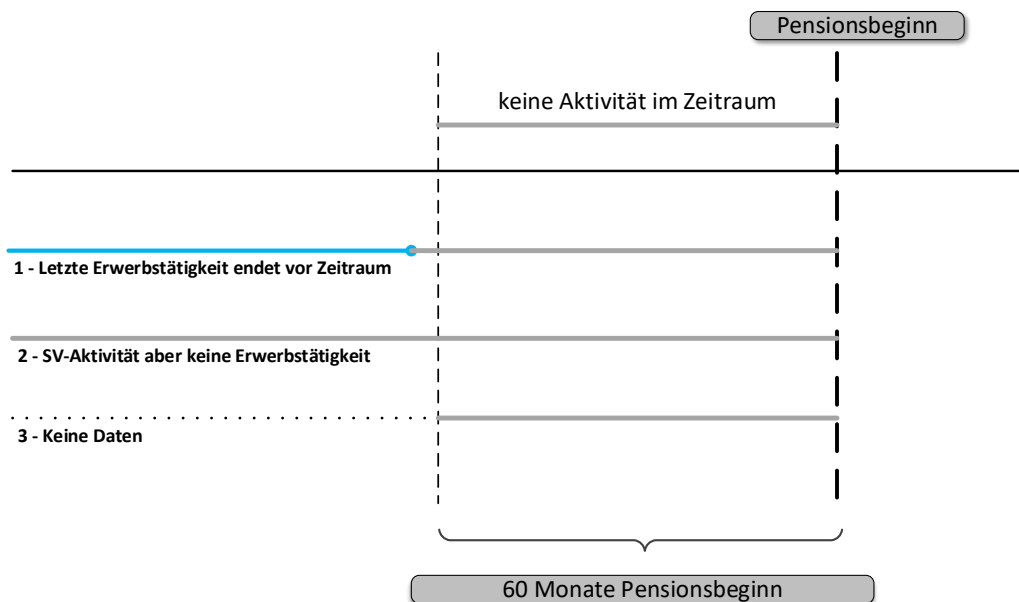 Pensionsbeginn
keine Aktivität im Zeitraum
1 - Letzte Erwerbstätigkeit endet vor Zeitraum
2 - SV-Aktivität aber keine Erwerbstätigkeit
3 - Keine Daten
60 Monate Pensionsbeginn